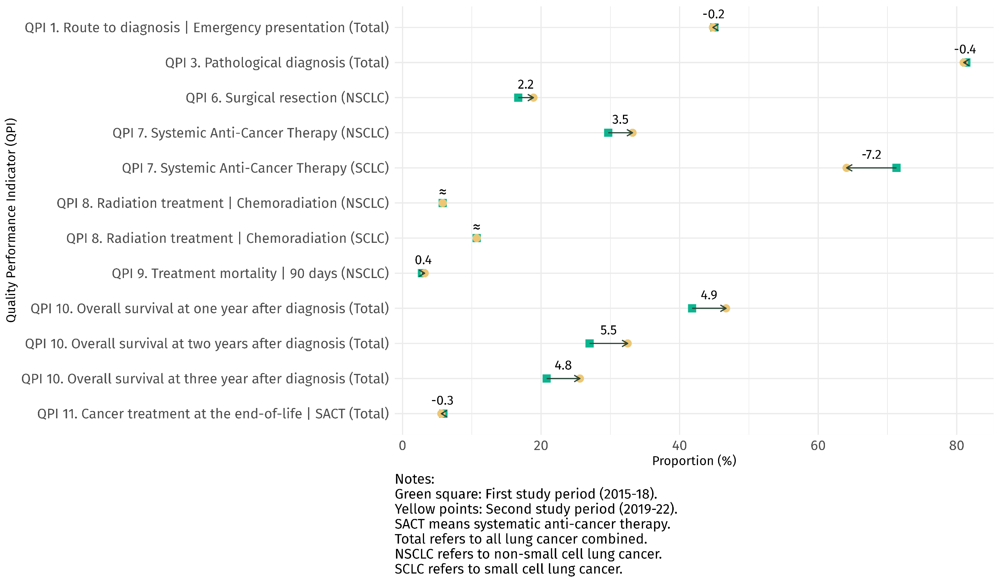 -0.2
QPI 1. Route to diagnosis | Emergency presentation (Total)
-0.4
QPI 3. Pathological diagnosis (Total)
2.2
QPI 6. Surgical resection (NSCLC)
3.5
QPI 7. Systemic Anti-Cancer Therapy (NSCLC)
-7.2
QPI 7. Systemic Anti-Cancer Therapy (SCLC)
≈
QPI 8. Radiation treatment | Chemoradiation (NSCLC)
≈
QPI 8. Radiation treatment | Chemoradiation (SCLC)
0.4
QPI 9. Treatment mortality | 90 days (NSCLC)
4.9
QPI 10. Overall survival at one year after diagnosis (Total)
5.5
QPI 10. Overall survival at two years after diagnosis (Total)
4.8
QPI 10. Overall survival at three year after diagnosis (Total)
-0.3
QPI 11. Cancer treatment at the end-of-life | SACT (Total)
Quality Performance Indicator (QPI)
0 20 40 60 80
Proportion (%)
Notes:
Green square: First study period (2015-18).
Yellow points: Second study period (2019-22).
SACT means systematic anti-cancer therapy.
Total refers to all lung cancer combined.
NSCLC refers to non-small cell lung cancer.
SCLC refers to small cell lung cancer.